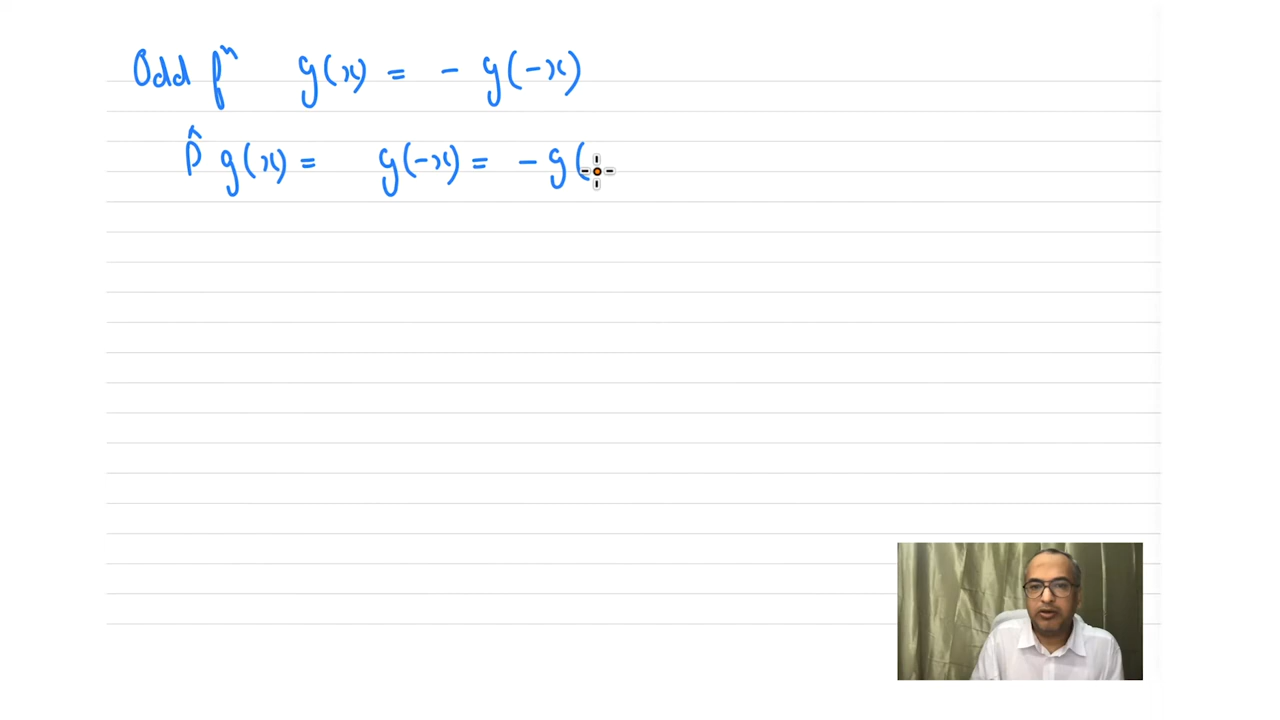 Odd fⁿ g(x) = - g(-x)
P̂ g(x) = g(-x) = - g(